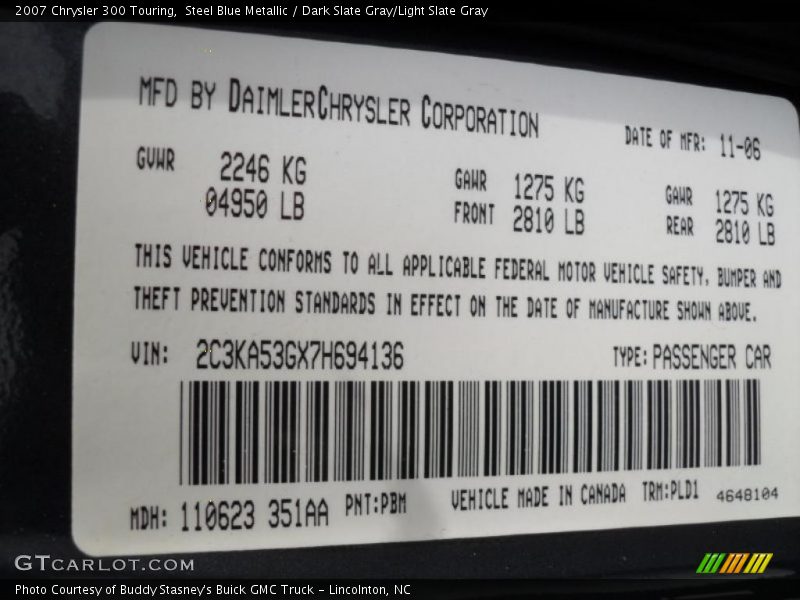 2007 Chrysler 300 Touring, Steel Blue Metallic / Dark Slate Gray/Light Slate Gray
MFD BY DAIMLERCHRYSLER CORPORATION
DATE OF MFR: 11-06
GVWR 2246 KG GAWR 1275 KG GAWR 1275 KG
04950 LB FRONT 2810 LB REAR 2810 LB
THIS VEHICLE CONFORMS TO ALL APPLICABLE FEDERAL MOTOR VEHICLE SAFETY, BUMPER AND
THEFT PREVENTION STANDARDS IN EFFECT ON THE DATE OF MANUFACTURE SHOWN ABOVE.
VIN: 2C3KA53GX7H694136 TYPE: PASSENGER CAR
MDH: 110623 351AA PNT:PBM VEHICLE MADE IN CANADA TRM:PLD1 4648104
GTCARLOT.COM
Photo Courtesy of Buddy Stasney's Buick GMC Truck - Lincolnton, NC